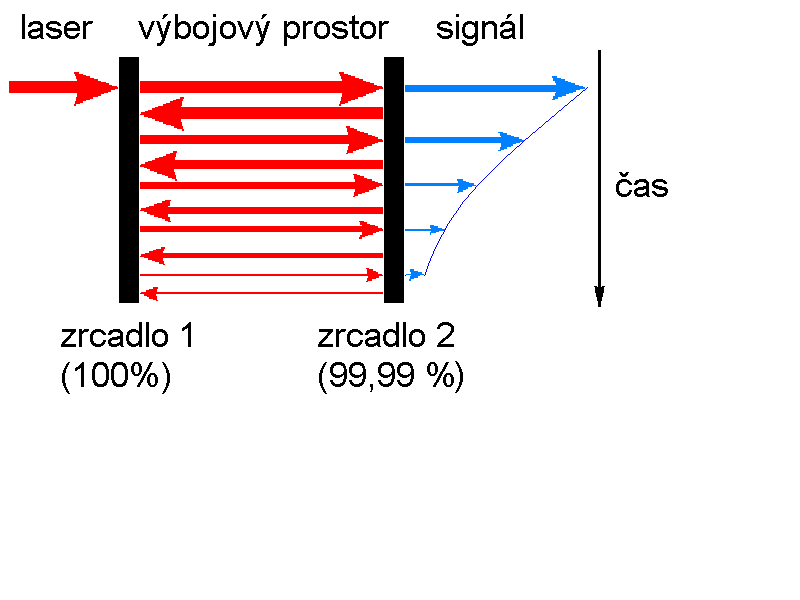 laser výbojový prostor signál
čas
zrcadlo 1
(100%)
zrcadlo 2
(99,99 %)